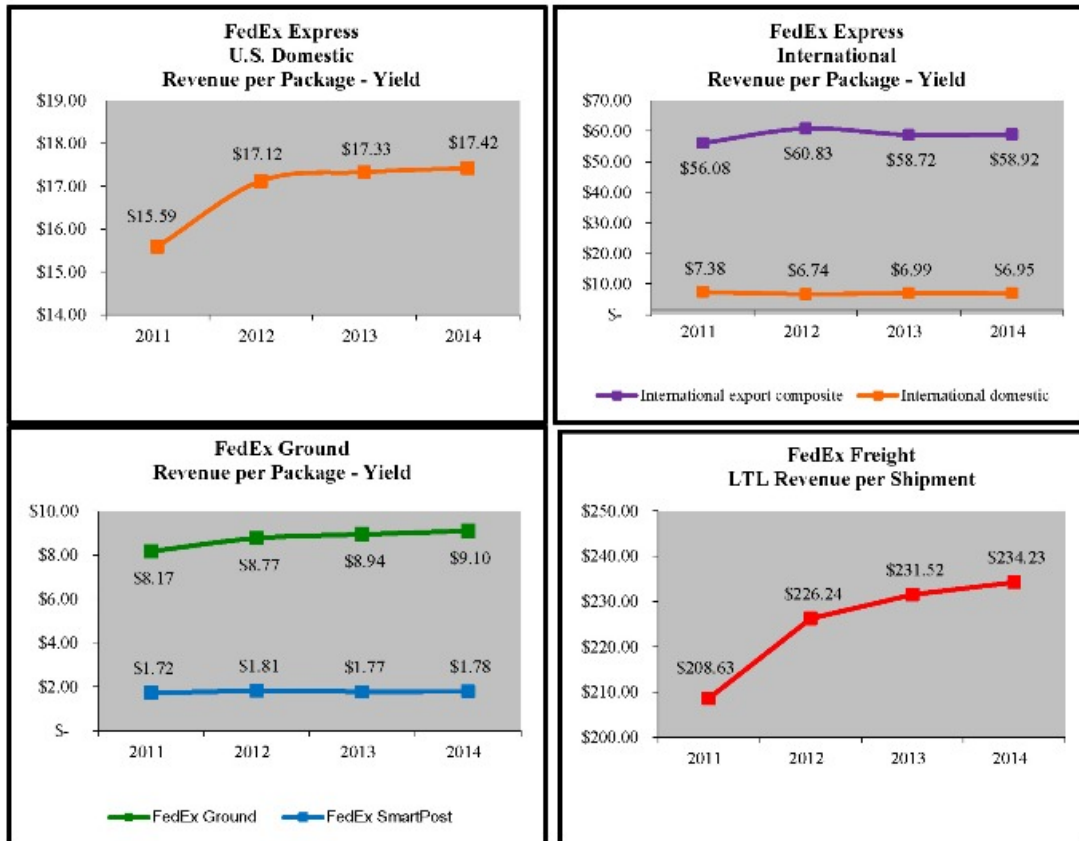 FedEx Express
U.S. Domestic
Revenue per Package - Yield
$19.00
$18.00
$17.00
$16.00
$15.00
$14.00
$15.59
$17.12
$17.33
$17.42
2011 2012 2013 2014
FedEx Express
International
Revenue per Package - Yield
$70.00
$60.00
$50.00
$40.00
$30.00
$20.00
$10.00
$-
$56.08 $60.83 $58.72 $58.92
$7.38 $6.74 $6.99 $6.95
2011 2012 2013 2014
International export composite International domestic
FedEx Ground
Revenue per Package - Yield
$10.00
$8.00
$6.00
$4.00
$2.00
$-
$8.17 $8.77 $8.94 $9.10
$1.72 $1.81 $1.77 $1.78
2011 2012 2013 2014
FedEx Ground FedEx SmartPost
FedEx Freight
LTL Revenue per Shipment
$250.00
$240.00
$230.00
$220.00
$210.00
$200.00
$208.63
$226.24
$231.52
$234.23
2011 2012 2013 2014